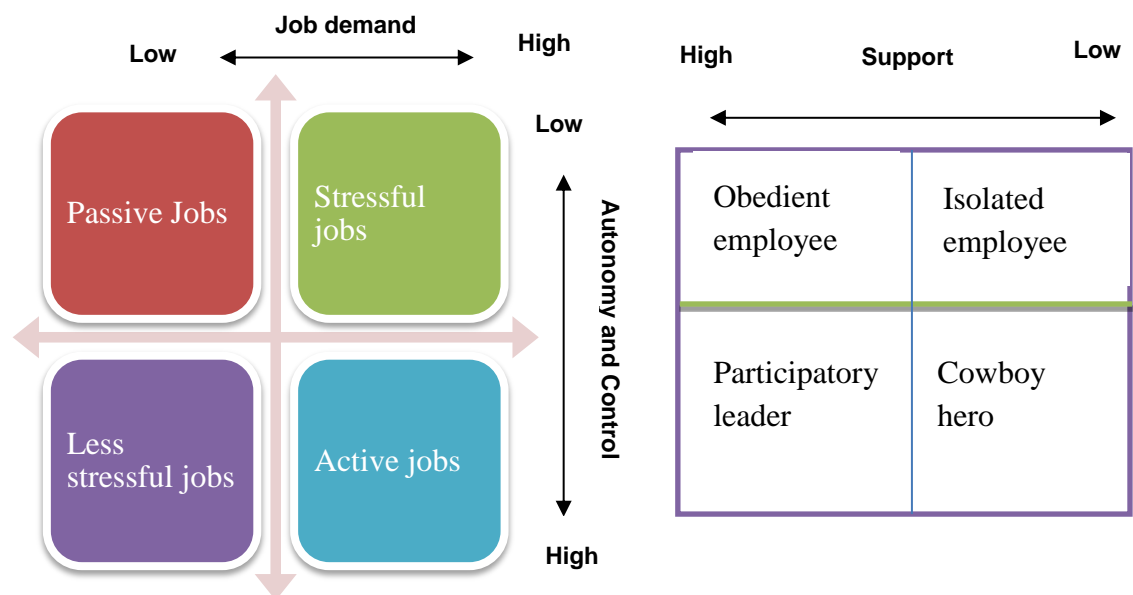 Job demand
Low
High
Low
Passive Jobs
Stressful
jobs
Less
stressful jobs
Active jobs
Autonomy and Control
High
High
Support
Low
Obedient
employee
Isolated
employee
Participatory
leader
Cowboy
hero